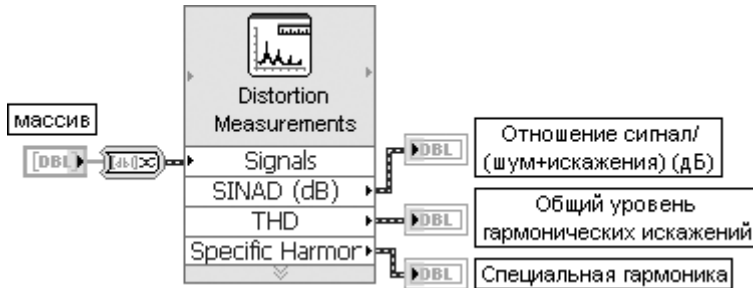 Distortion
Measurements
массив
[DBL]
Signals
SINAD (dB)
THD
Specific Harmor
DBL
Отношение сигнал/
(шум+искажения) (дБ)
DBL
Общий уровень
гармонических искажений
DBL
Специальная гармоника